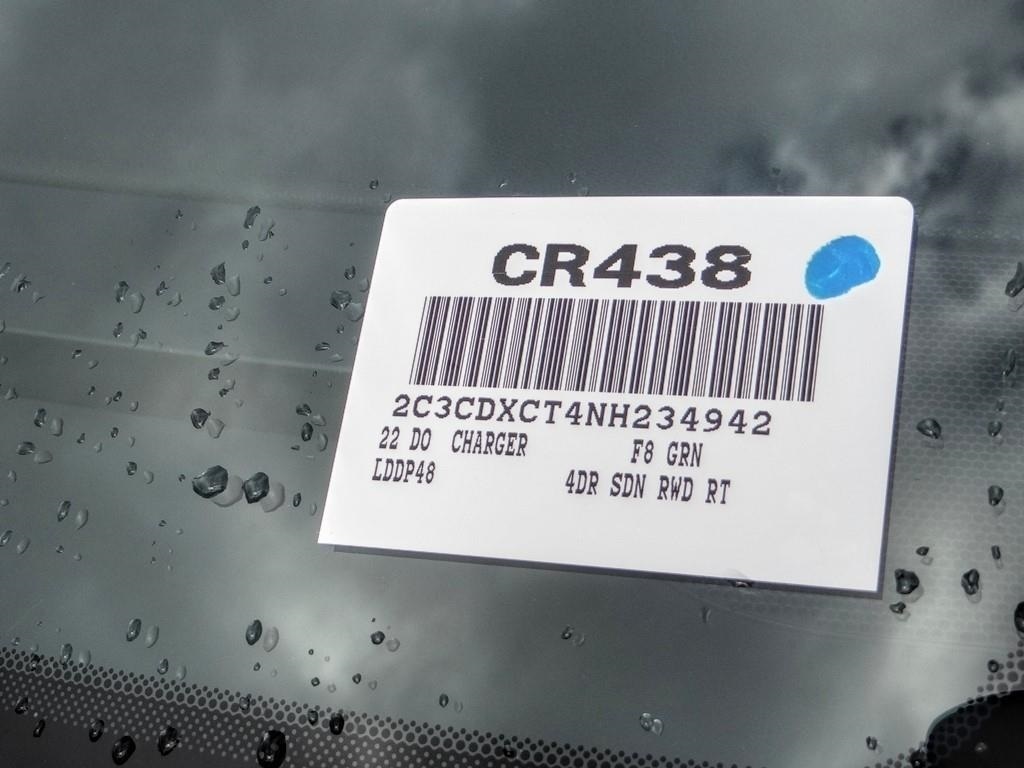 CR438
2C3CDXCT4NH234942
22 DO CHARGER F8 GRN
LDDP48 4DR SDN RWD RT